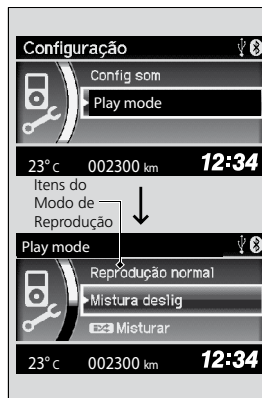 Configuração
Config som
Play mode
23° c 002300 km 12:34
Itens do
Modo de
Reprodução
Play mode
Reprodução normal
Mistura deslig
Misturar
23° c 002300 km 12:34